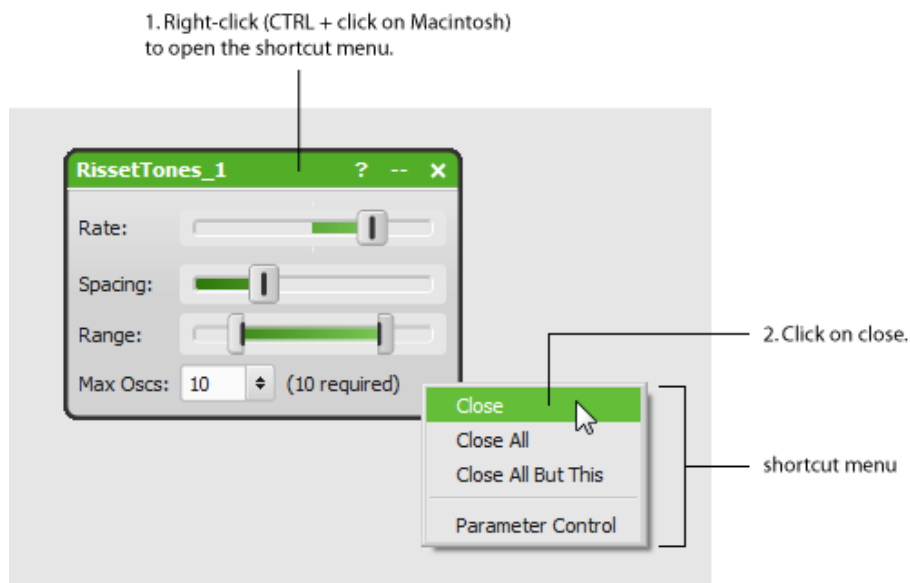 1. Right-click (CTRL + click on Macintosh)
to open the shortcut menu.
RissetTones_1 ? -- ×
Rate:
Spacing:
Range:
Max Oscs: 10 (10 required)
2. Click on close.
Close
Close All
Close All But This
Parameter Control
shortcut menu